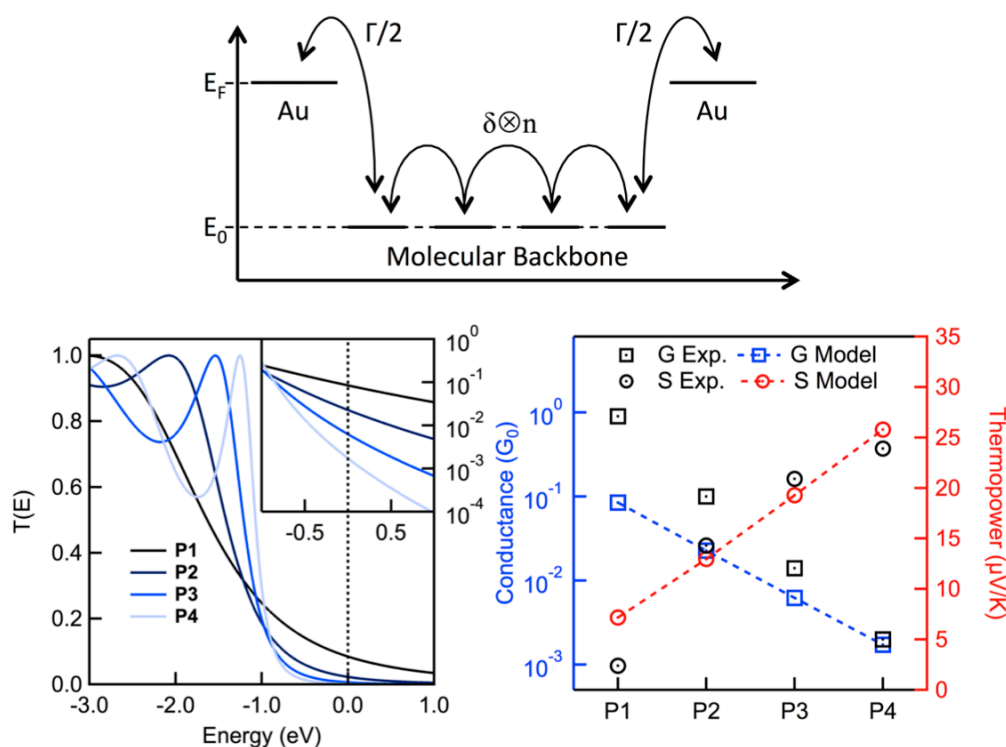 Γ/2 Γ/2
E_F
Au Au
δ⊗n
E_0
Molecular Backbone
1.0
0.8
0.6
0.4
0.2
0.0
T(E)
P1
P2
P3
P4
-3.0 -2.0 -1.0 0.0 1.0
Energy (eV)
10^0
10^-1
10^-2
10^-3
10^-4
-0.5 0.5
G Exp. G Model
S Exp. S Model
Conductance (G_0)
10^0
10^-1
10^-2
10^-3
P1 P2 P3 P4
35
30
25
20
15
10
5
0
Thermopower (μV/K)